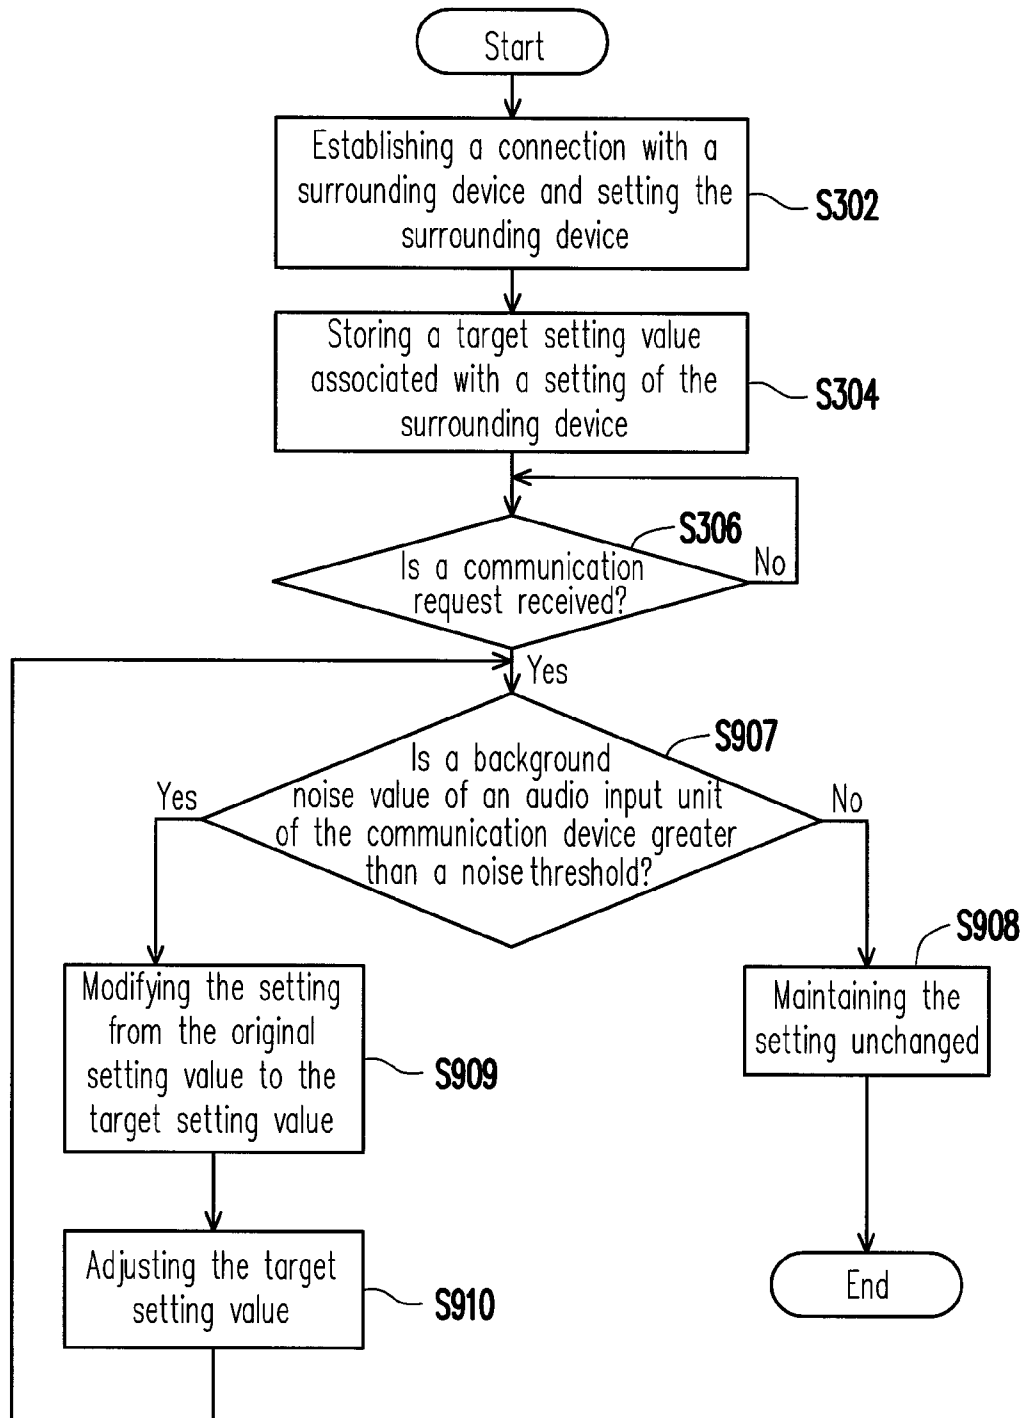 Start
Establishing a connection with a
surrounding device and setting the
surrounding device
S302
Storing a target setting value
associated with a setting of the
surrounding device
S304
S306
Is a communication
request received?
No
Yes
S907
Is a background
noise value of an audio input unit
of the communication device greater
than a noise threshold?
Yes
No
S908
Modifying the setting
from the original
setting value to the
target setting value
S909
Maintaining the
setting unchanged
Adjusting the target
setting value
S910
End